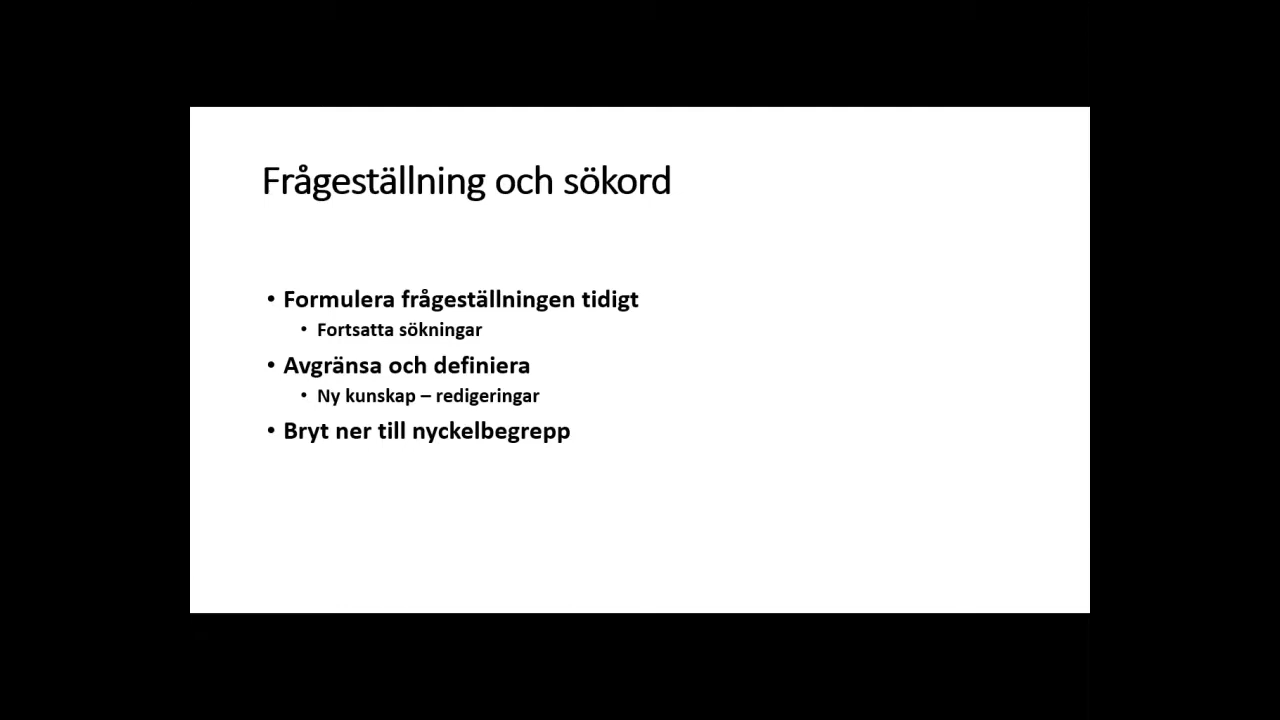 Frågeställning och sökord
• Formulera frågeställningen tidigt
• Fortsatta sökningar
• Avgränsa och definiera
• Ny kunskap – redigeringar
• Bryt ner till nyckelbegrepp